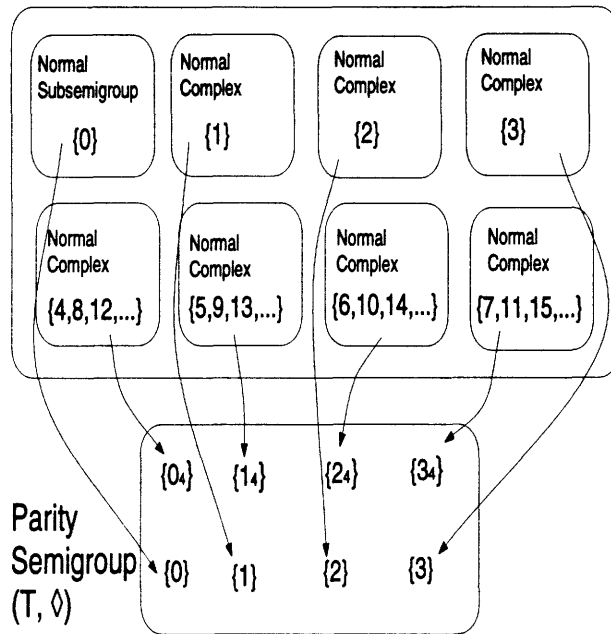 Normal
Subsemigroup
{0}
Normal
Complex
{1}
Normal
Complex
{2}
Normal
Complex
{3}
Normal
Complex
{4,8,12,...}
Normal
Complex
{5,9,13,...}
Normal
Complex
{6,10,14,...}
Normal
Complex
{7,11,15,...}
{0₄} {1₄} {2₄} {3₄}
{0} {1} {2} {3}
Parity
Semigroup
(T, ◊)